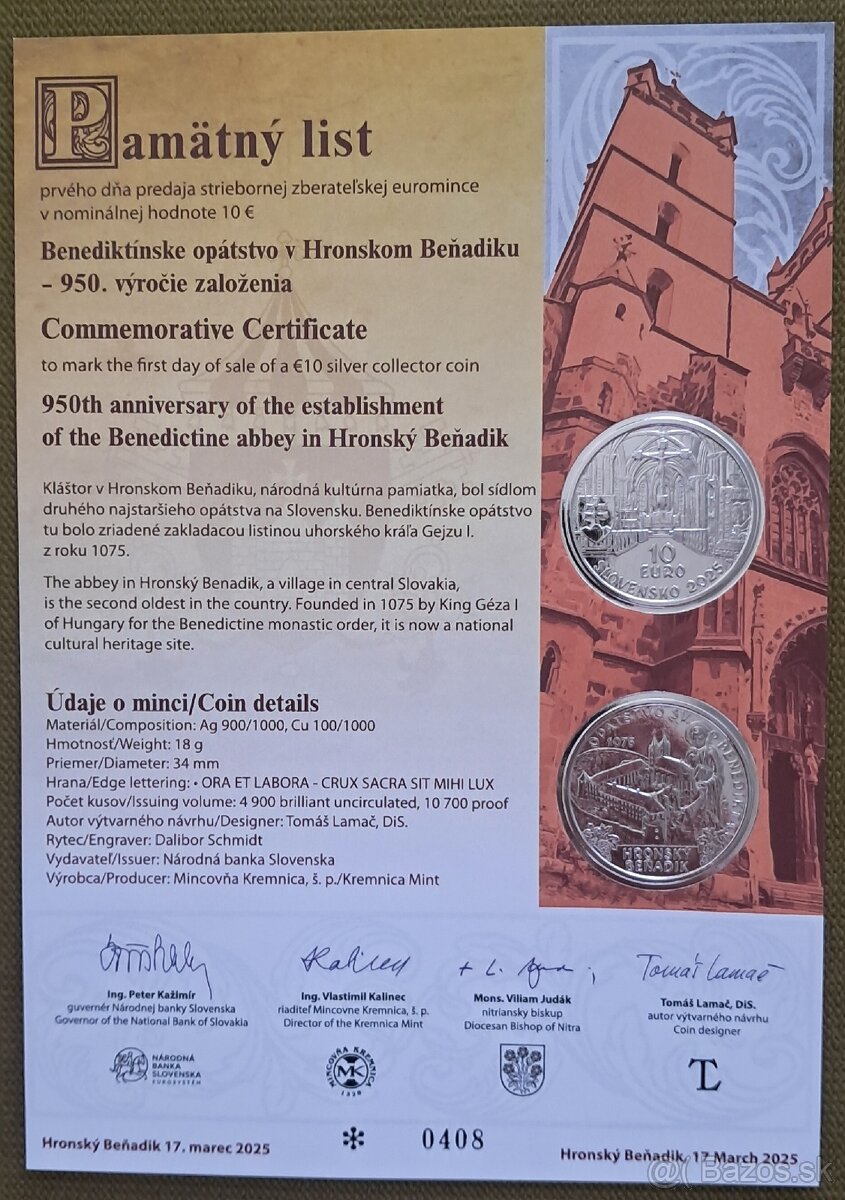 Pamätný list
prvého dňa predaja striebornej zberateľskej euromince
v nominálnej hodnote 10 €
Benediktínske opátstvo v Hronskom Beňadiku
– 950. výročie založenia
Commemorative Certificate
to mark the first day of sale of a €10 silver collector coin
950th anniversary of the establishment
of the Benedictine abbey in Hronský Beňadik
Kláštor v Hronskom Beňadiku, národná kultúrna pamiatka, bol sídlom
druhého najstaršieho opátstva na Slovensku. Benediktínske opátstvo
tu bolo zriadené zakladacou listinou uhorského kráľa Gejzu I.
z roku 1075.
The abbey in Hronský Benadik, a village in central Slovakia,
is the second oldest in the country. Founded in 1075 by King Géza I
of Hungary for the Benedictine monastic order, it is now a national
cultural heritage site.
10
EURO
SLOVENSKO 2025
OPÁTSTVO SV. BENEDIKTA
1075
HRONSKÝ
BEŇADIK
Údaje o minci/Coin details
Materiál/Composition: Ag 900/1000, Cu 100/1000
Hmotnosť/Weight: 18 g
Priemer/Diameter: 34 mm
Hrana/Edge lettering: • ORA ET LABORA - CRUX SACRA SIT MIHI LUX
Počet kusov/Issuing volume: 4 900 brilliant uncirculated, 10 700 proof
Autor výtvarného návrhu/Designer: Tomáš Lamač, DiS.
Rytec/Engraver: Dalibor Schmidt
Vydavateľ/Issuer: Národná banka Slovenska
Výrobca/Producer: Mincovňa Kremnica, š. p./Kremnica Mint
Kalinec
Tomáš Lamač
Ing. Peter Kažimír
guvernér Národnej banky Slovenska
Governor of the National Bank of Slovakia
Ing. Vlastimil Kalinec
riaditeľ Mincovne Kremnica, š. p.
Director of the Kremnica Mint
Mons. Viliam Judák
nitriansky biskup
Diocesan Bishop of Nitra
Tomáš Lamač, DiS.
autor výtvarného návrhu
Coin designer
NÁRODNÁ
BANKA
SLOVENSKA
EUROSYSTÉM
MINCOVŇA KREMNICA
MK
1328
TL
Hronský Beňadik 17. marec 2025
0408
Hronský Beňadik, 17 March 2025
@ Bazos.sk